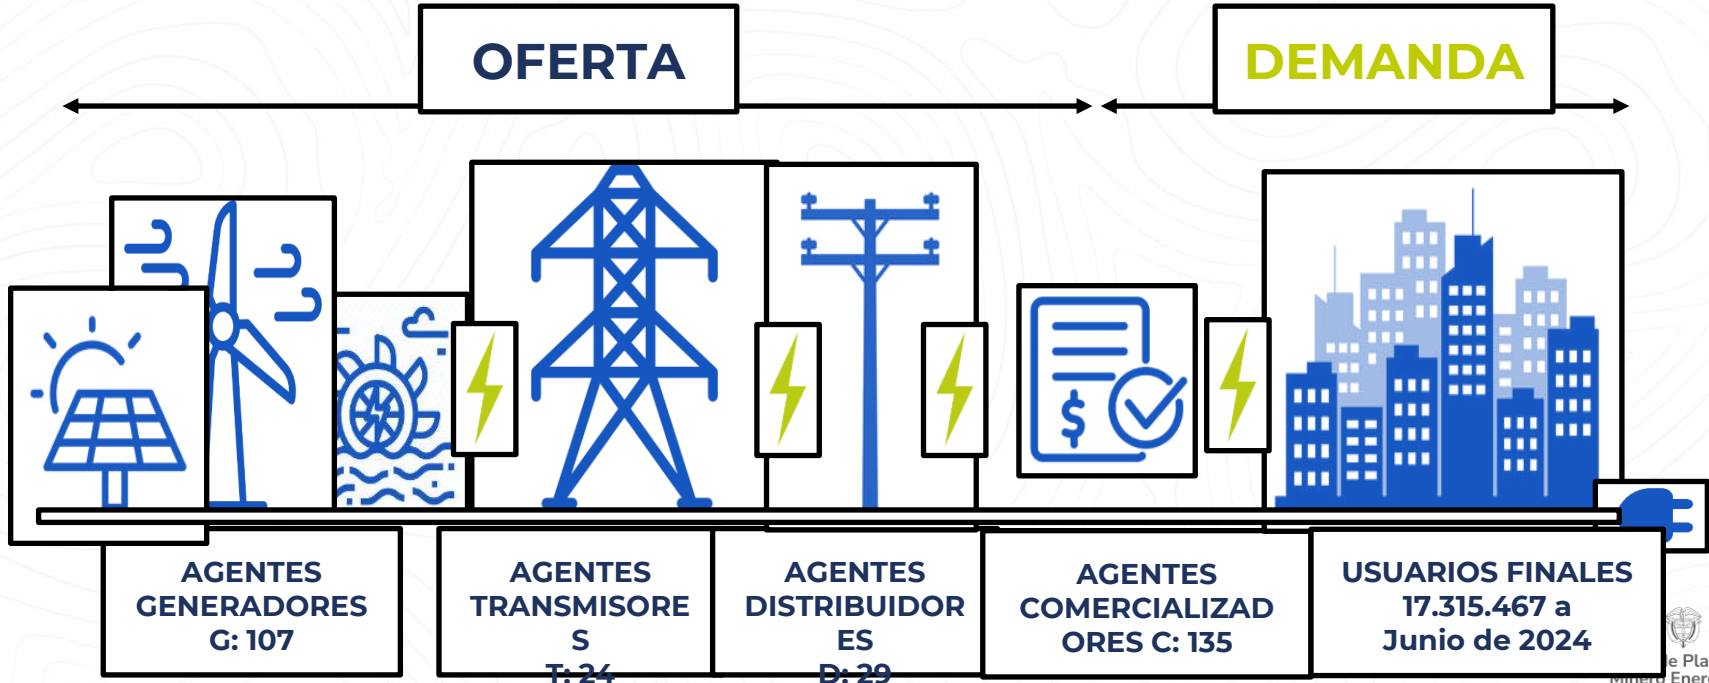 OFERTA
DEMANDA
$
AGENTES
GENERADORES
G: 107
AGENTES
TRANSMISORE
S
T: 24
AGENTES
DISTRIBUIDOR
ES
D: 29
AGENTES
COMERCIALIZAD
ORES C: 135
USUARIOS FINALES
17.315.467 a
Junio de 2024